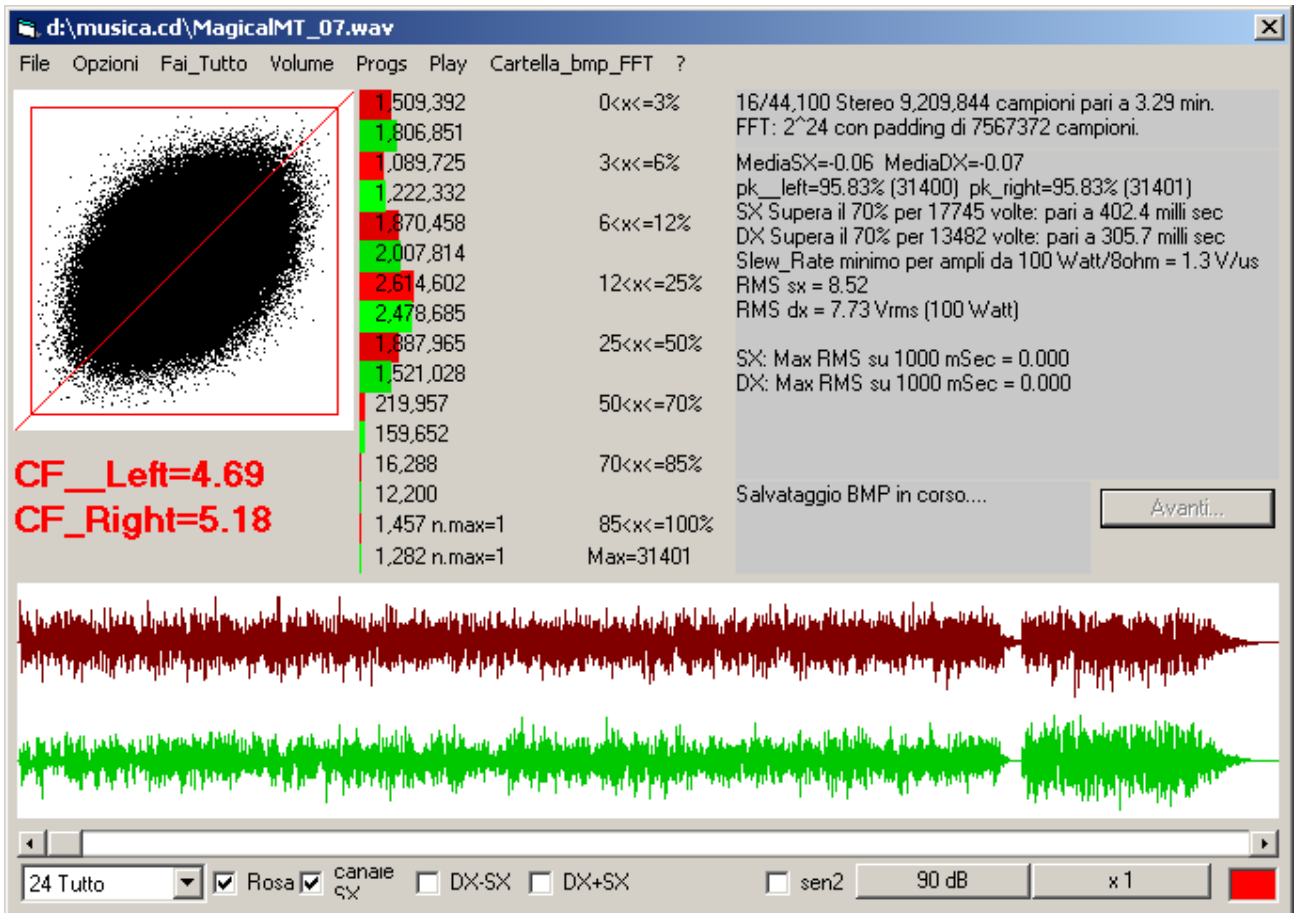 d:\musica.cd\MagicalMT_07.wav
File Opzioni Fai_Tutto Volume Progs Play Cartella_bmp_FFT ?
1,509,392 0<x<=3%
1,806,851
1,089,725 3<x<=6%
1,222,332
1,870,458 6<x<=12%
2,007,814
2,614,602 12<x<=25%
2,478,685
1,887,965 25<x<=50%
1,521,028
219,957 50<x<=70%
159,652
16,288 70<x<=85%
12,200
1,457 n.max=1 85<x<=100%
1,282 n.max=1 Max=31401
16/44,100 Stereo 9,209,844 campioni pari a 3.29 min.
FFT: 2^24 con padding di 7567372 campioni.
MediaSX=-0.06 MediaDX=-0.07
pk__left=95.83% (31400) pk_right=95.83% (31401)
SX Supera il 70% per 17745 volte: pari a 402.4 milli sec
DX Supera il 70% per 13482 volte: pari a 305.7 milli sec
Slew_Rate minimo per ampli da 100 Watt/8ohm = 1.3 V/us
RMS sx = 8.52
RMS dx = 7.73 Vrms (100 Watt)
SX: Max RMS su 1000 mSec = 0.000
DX: Max RMS su 1000 mSec = 0.000
CF__Left=4.69
CF_Right=5.18
Salvataggio BMP in corso....
Avanti...
24 Tutto Rosa canale SX DX-SX DX+SX sen2 90 dB x 1